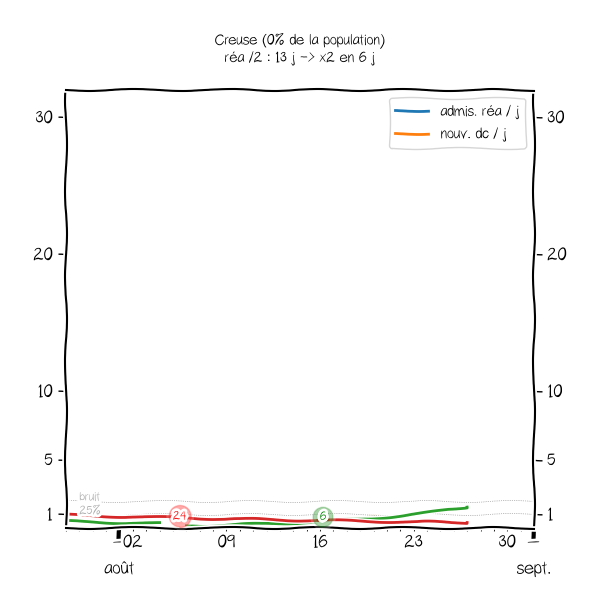 Creuse (0% de la population)
réa /2 : 13 j -> x2 en 6 j
admis. réa / j
nouv. dc / j
30
30
20
20
10
10
5
5
bruit
25%
1
24
6
1
02
09
16
23
30
août
sept.